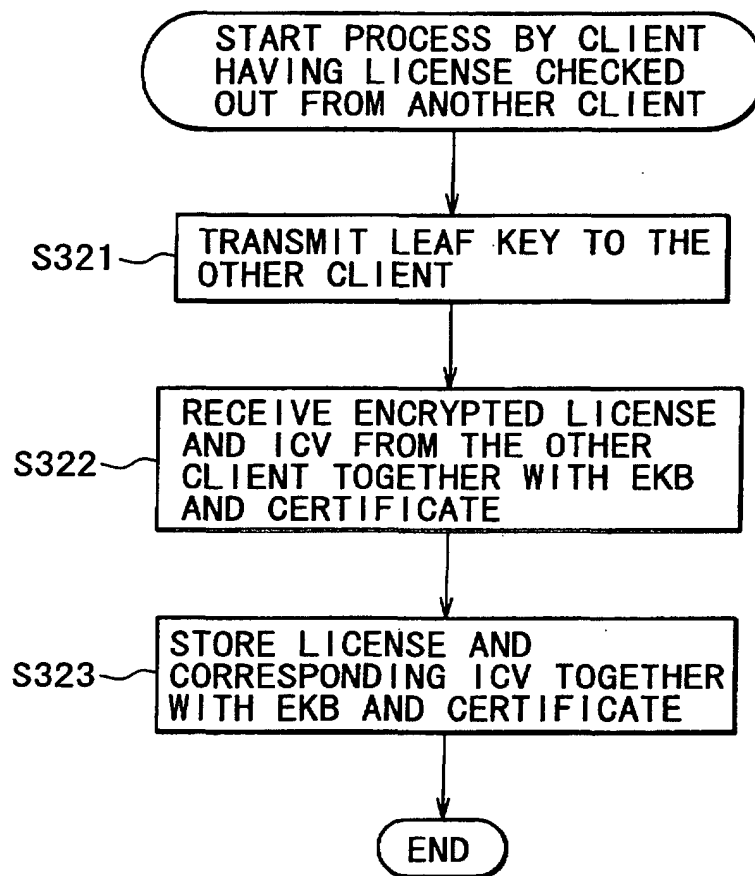 START PROCESS BY CLIENT
HAVING LICENSE CHECKED
OUT FROM ANOTHER CLIENT
S321
TRANSMIT LEAF KEY TO THE
OTHER CLIENT
S322
RECEIVE ENCRYPTED LICENSE
AND ICV FROM THE OTHER
CLIENT TOGETHER WITH EKB
AND CERTIFICATE
S323
STORE LICENSE AND
CORRESPONDING ICV TOGETHER
WITH EKB AND CERTIFICATE
END